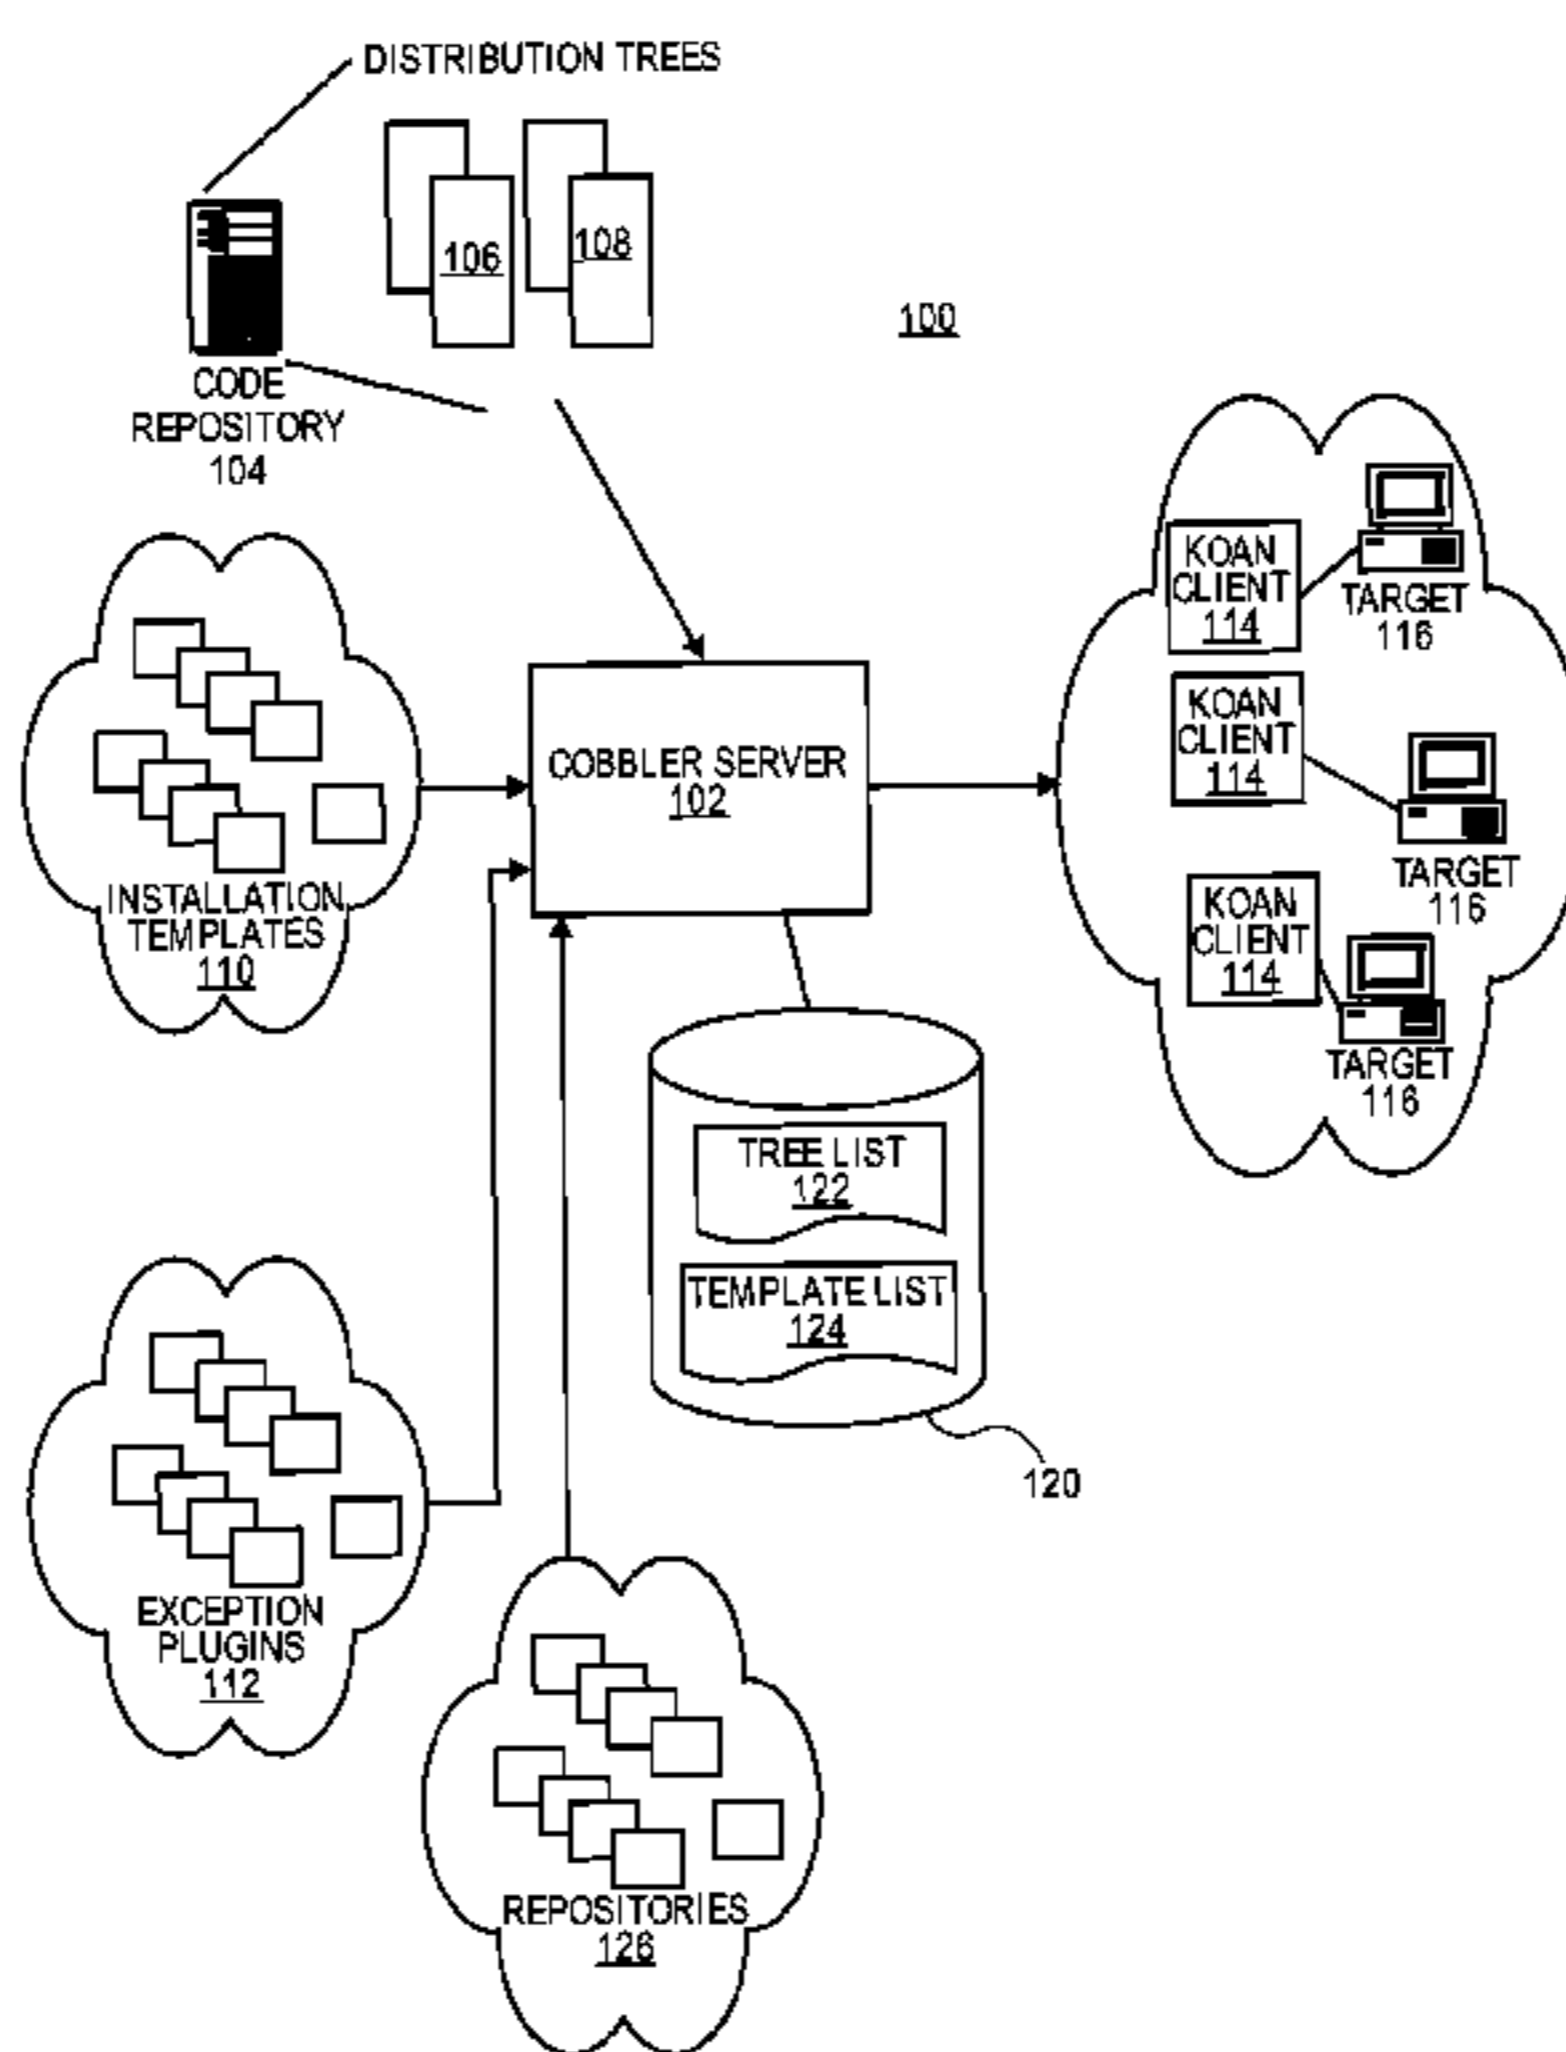 DISTRIBUTION TREES
106
108
100
CODE
REPOSITORY
104
KOAN
CLIENT
114
TARGET
116
KOAN
CLIENT
114
TARGET
116
KOAN
CLIENT
114
TARGET
116
COBBLER SERVER
102
INSTALLATION
TEMPLATES
110
TREE LIST
122
TEMPLATE LIST
124
120
EXCEPTION
PLUGINS
112
REPOSITORIES
126